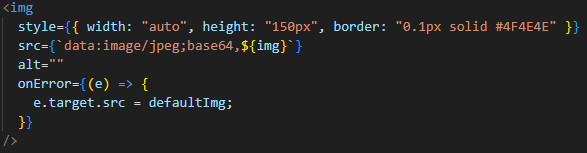 <img
style={{ width: "auto", height: "150px", border: "0.1px solid #4F4E4E" }}
src={`data:image/jpeg;base64,${img}`}
alt=""
onError={(e) => {
e.target.src = defaultImg;
}}
/>